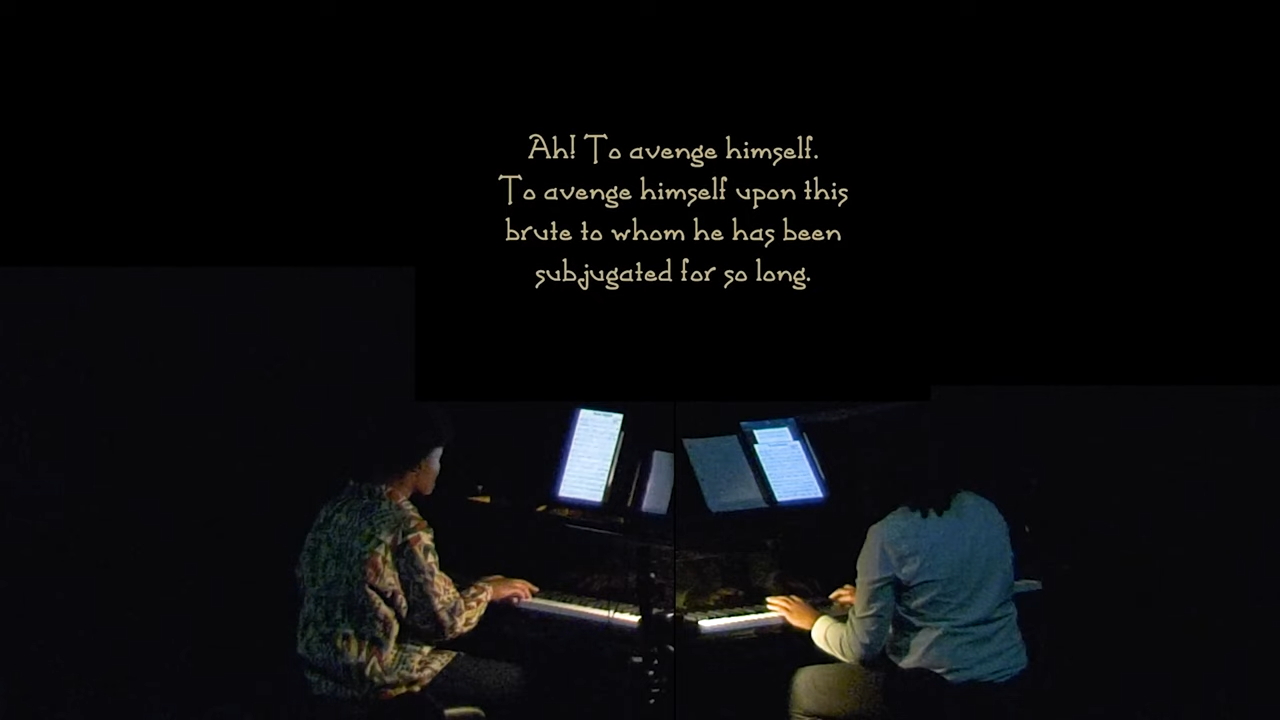 Ah! To avenge himself.
To avenge himself upon this
brute to whom he has been
subjugated for so long.